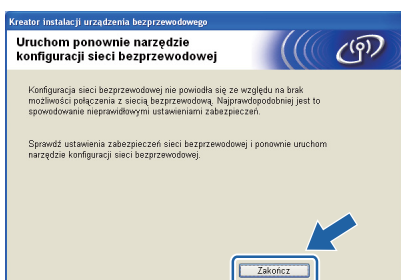 Kreator instalacji urządzenia bezprzewodowego
Uruchom ponownie narzędzie
konfiguracji sieci bezprzewodowej
Konfiguracja sieci bezprzewodowej nie powiodła się ze względu na brak
możliwości połączenia z siecią bezprzewodową. Najprawdopodobniej jest to
spowodowanie nieprawidłowymi ustawieniami zabezpieczeń.
Sprawdź ustawienia zabezpieczeń sieci bezprzewodowej i ponownie uruchom
narzędzie konfiguracji sieci bezprzewodowej.
Zakończ